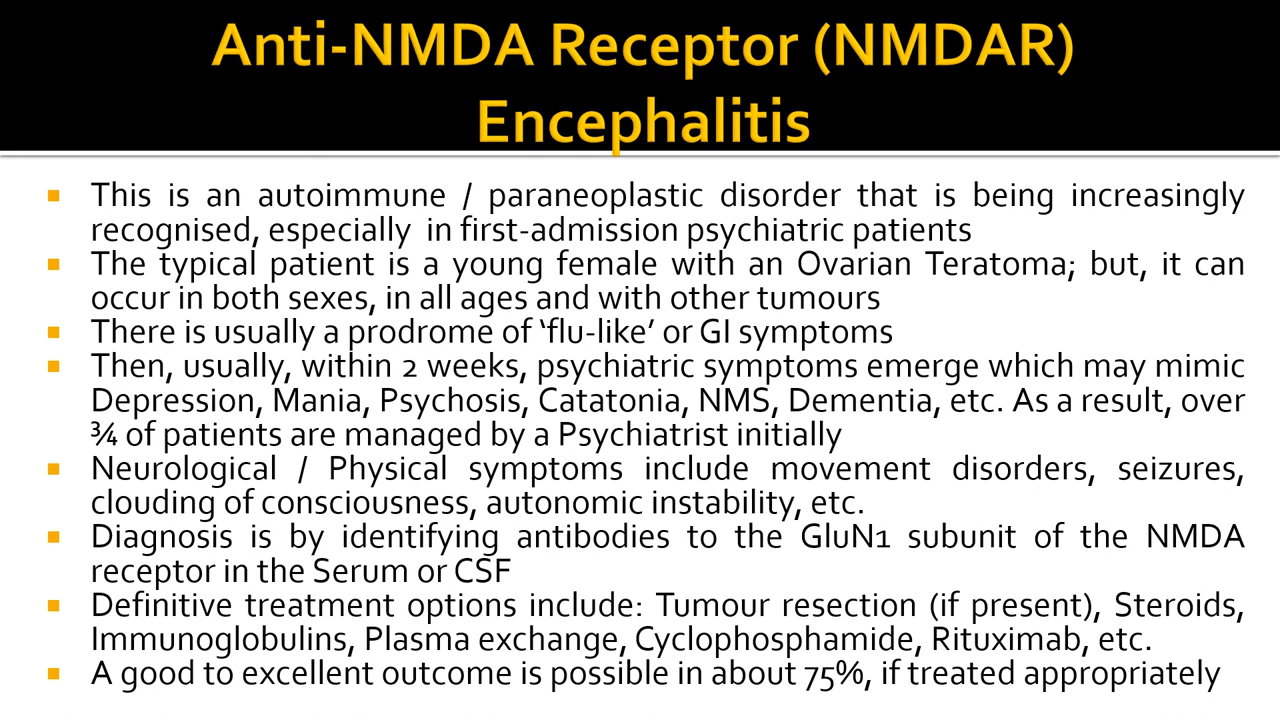 Anti-NMDA Receptor (NMDAR)
Encephalitis
▪ This is an autoimmune / paraneoplastic disorder that is being increasingly
recognised, especially in first-admission psychiatric patients
▪ The typical patient is a young female with an Ovarian Teratoma; but, it can
occur in both sexes, in all ages and with other tumours
▪ There is usually a prodrome of ‘flu-like’ or GI symptoms
▪ Then, usually, within 2 weeks, psychiatric symptoms emerge which may mimic
Depression, Mania, Psychosis, Catatonia, NMS, Dementia, etc. As a result, over
¾ of patients are managed by a Psychiatrist initially
▪ Neurological / Physical symptoms include movement disorders, seizures,
clouding of consciousness, autonomic instability, etc.
▪ Diagnosis is by identifying antibodies to the GluN1 subunit of the NMDA
receptor in the Serum or CSF
▪ Definitive treatment options include: Tumour resection (if present), Steroids,
Immunoglobulins, Plasma exchange, Cyclophosphamide, Rituximab, etc.
▪ A good to excellent outcome is possible in about 75%, if treated appropriately